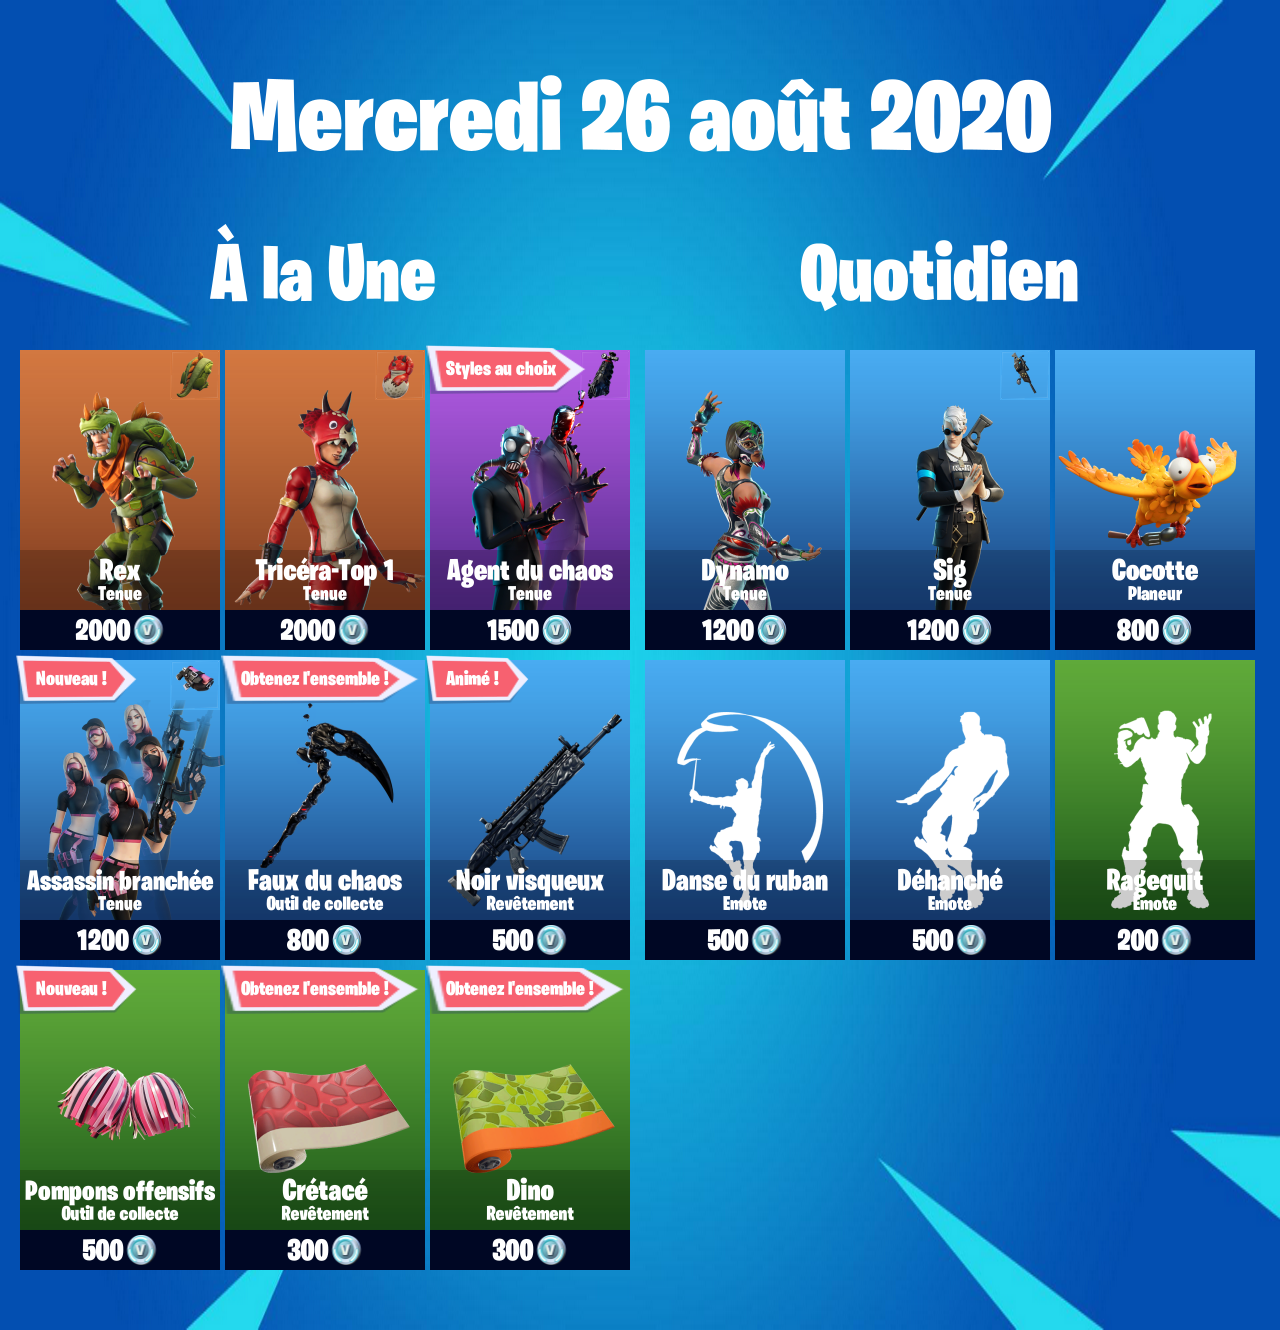 Mercredi 26 août 2020
À la Une
Quotidien
Styles au choix
Rex
Tenue
2000 V
Tricéra-Top 1
Tenue
2000 V
Agent du chaos
Tenue
1500 V
Dynamo
Tenue
1200 V
Sig
Tenue
1200 V
Cocotte
Planeur
800 V
Nouveau !
Assassin branchée
Tenue
1200 V
Obtenez l'ensemble !
Faux du chaos
Outil de collecte
800 V
Animé !
Noir visqueux
Revêtement
500 V
Danse du ruban
Emote
500 V
Déhanché
Emote
500 V
Ragequit
Emote
200 V
Nouveau !
Pompons offensifs
Outil de collecte
500 V
Obtenez l'ensemble !
Crétacé
Revêtement
300 V
Obtenez l'ensemble !
Dino
Revêtement
300 V